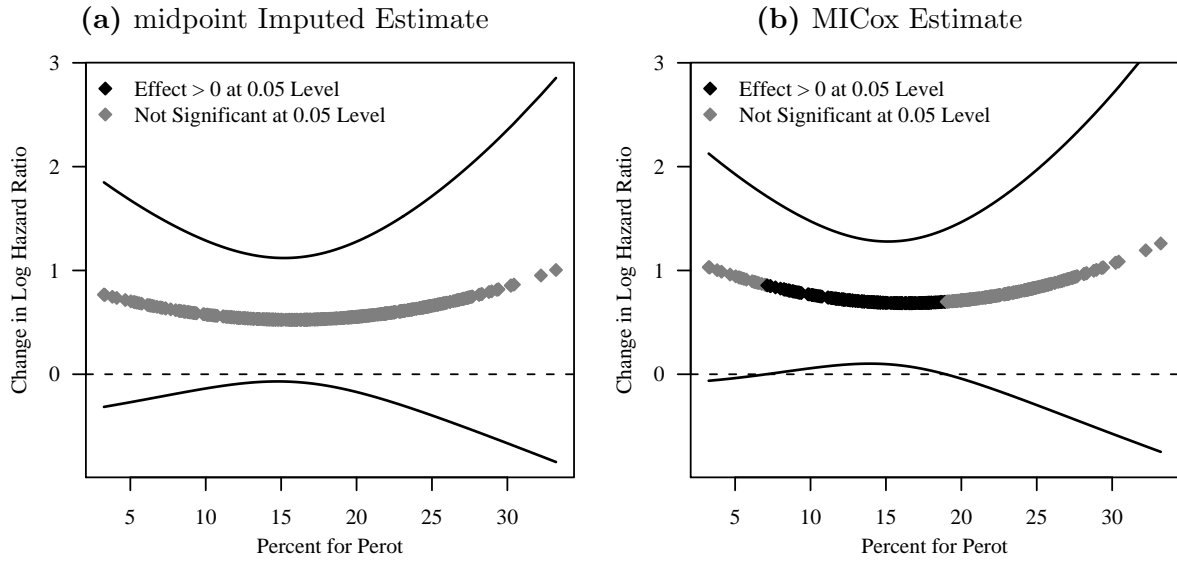 (a) midpoint Imputed Estimate
Effect > 0 at 0.05 Level
Not Significant at 0.05 Level
Change in Log Hazard Ratio
3
2
1
0
5 10 15 20 25 30
Percent for Perot
(b) MICox Estimate
Effect > 0 at 0.05 Level
Not Significant at 0.05 Level
Change in Log Hazard Ratio
3
2
1
0
5 10 15 20 25 30
Percent for Perot